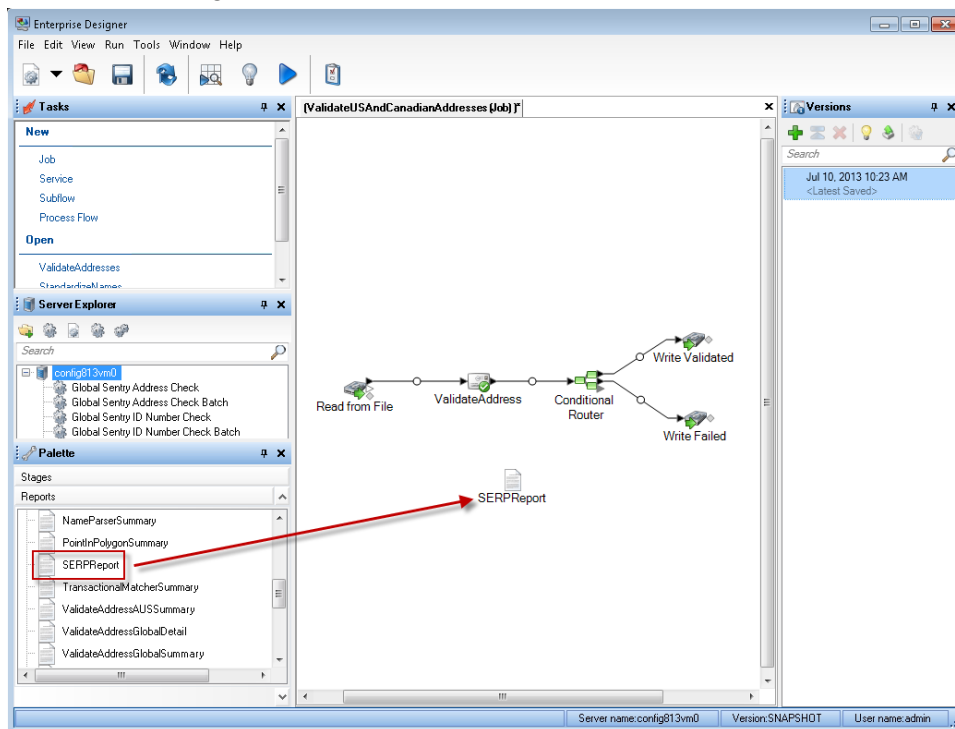 Enterprise Designer
File Edit View Run Tools Window Help
Tasks
New
Job
Service
Subflow
Process Flow
Open
ValidateAddresses
StandardizeNames
Server Explorer
Search
config813vm0
Global Sentry Address Check
Global Sentry Address Check Batch
Global Sentry ID Number Check
Global Sentry ID Number Check Batch
Palette
Stages
Reports
NameParserSummary
PointInPolygonSummary
SERPReport
TransactionalMatcherSummary
ValidateAddressAUSSummary
ValidateAddressGlobalDetail
ValidateAddressGlobalSummary
(ValidateUSAndCanadianAddresses (Job) )*
Read from File
ValidateAddress
Conditional
Router
Write Validated
Write Failed
SERPReport
Versions
Search
Jul 10, 2013 10:23 AM
<Latest Saved>
Server name:config813vm0
Version:SNAPSHOT
User name:admin